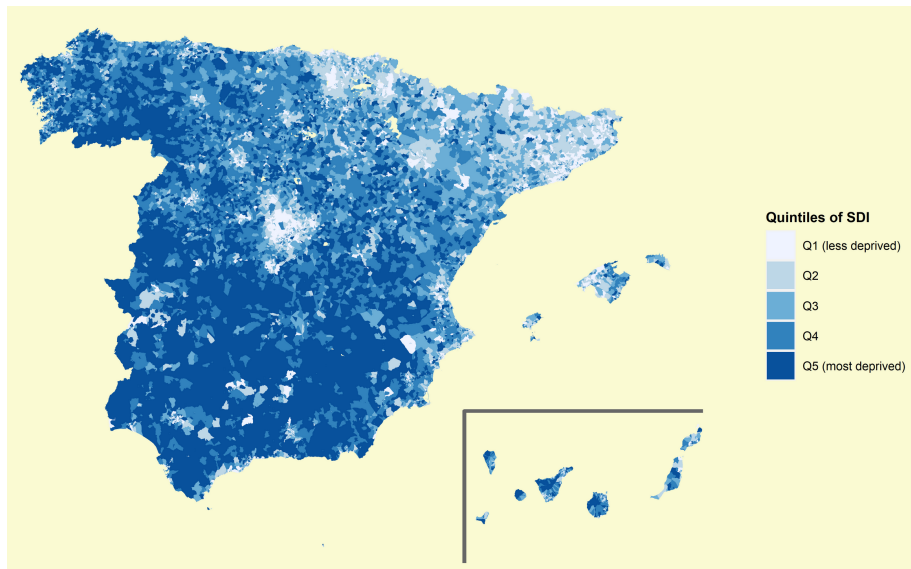 Quintiles of SDI
Q1 (less deprived)
Q2
Q3
Q4
Q5 (most deprived)